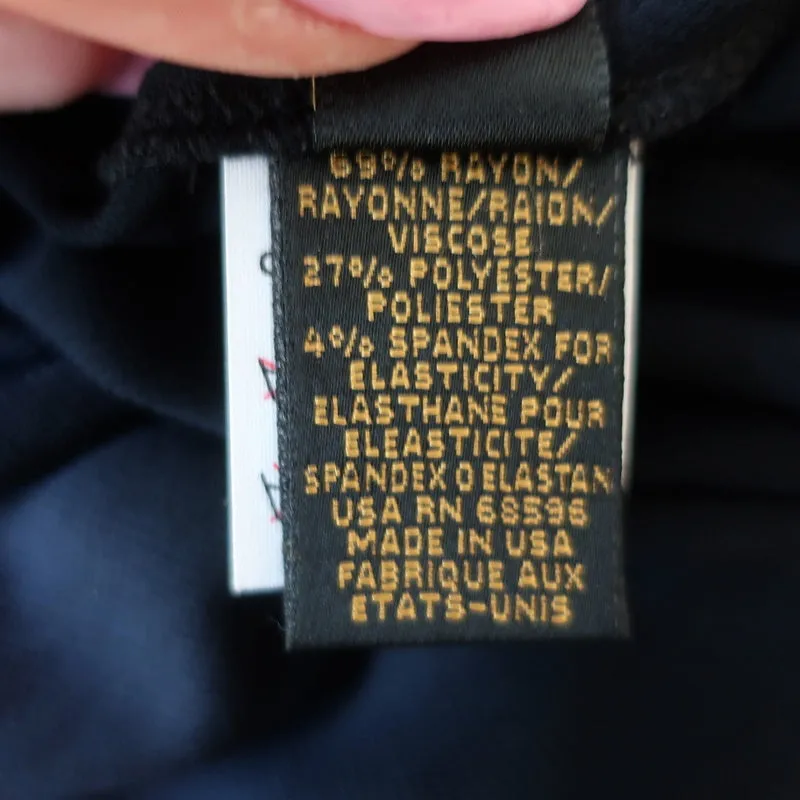 69% RAYON/
RAYONNE/RAION/
VISCOSE
27% POLYESTER/
POLIESTER
4% SPANDEX FOR
ELASTICITY/
ELASTHANE POUR
ELEASTICITE/
SPANDEX O ELASTAN
USA RN 68596
MADE IN USA
FABRIQUE AUX
ETATS-UNIS